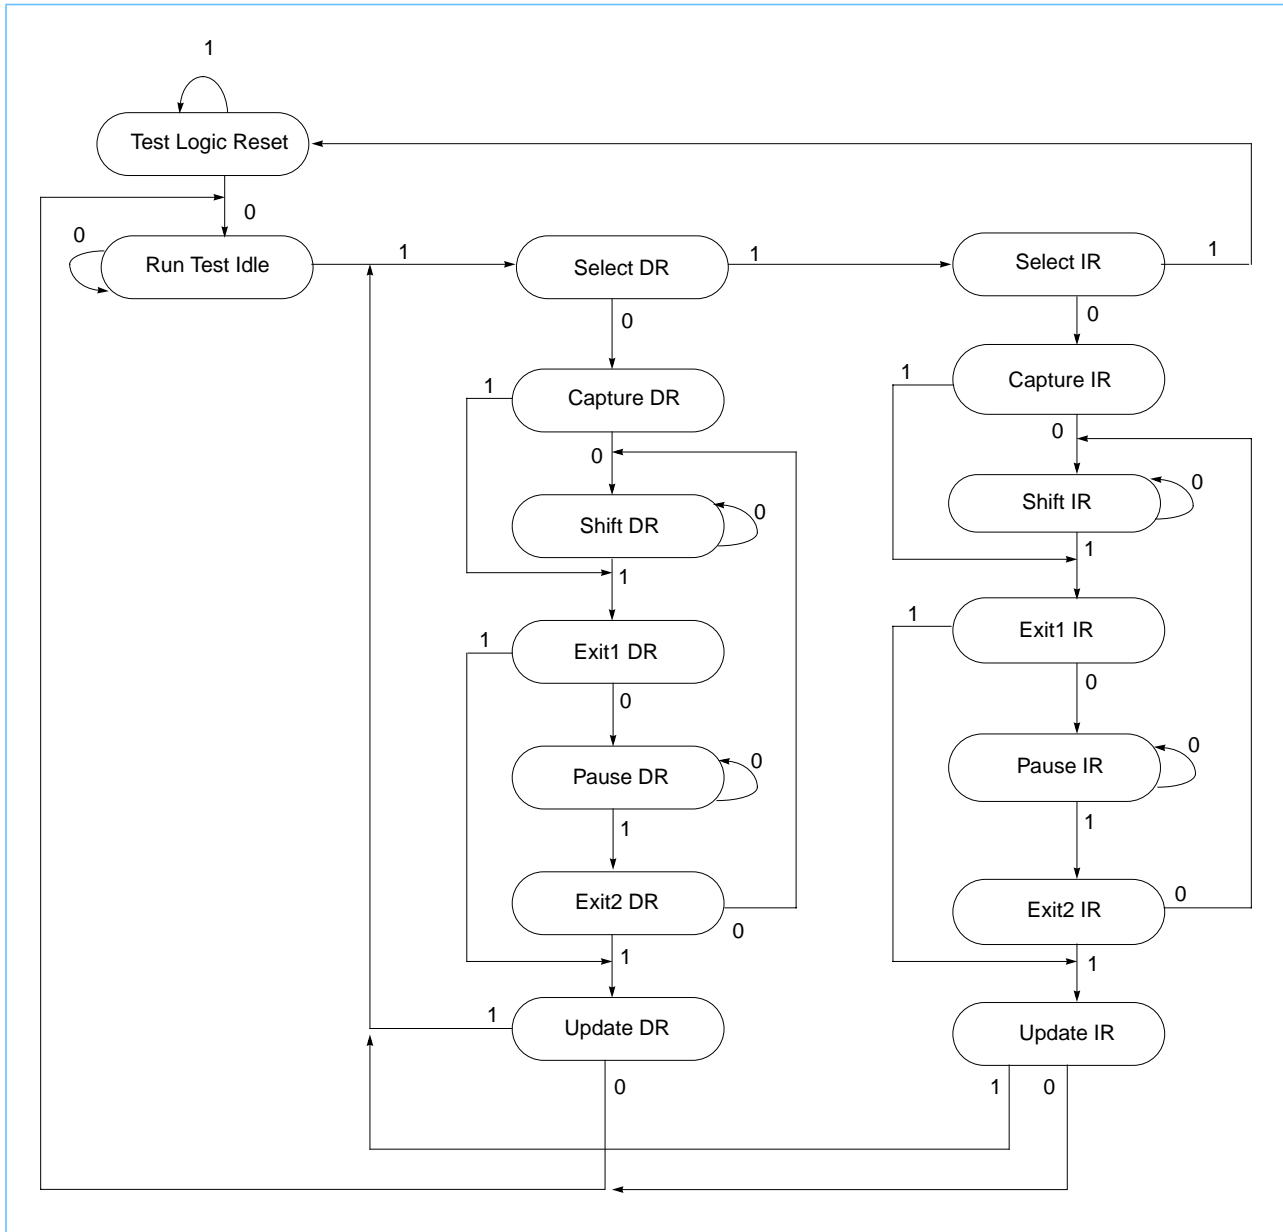 1
Test Logic Reset
0
0
Run Test Idle
1
Select DR
1
Select IR
1
0
0
1
Capture DR
1
Capture IR
0
0
Shift DR
0
Shift IR
0
1
1
1
Exit1 DR
1
Exit1 IR
0
0
Pause DR
0
Pause IR
0
1
1
Exit2 DR
0
Exit2 IR
0
1
1
1
Update DR
Update IR
0
1
0